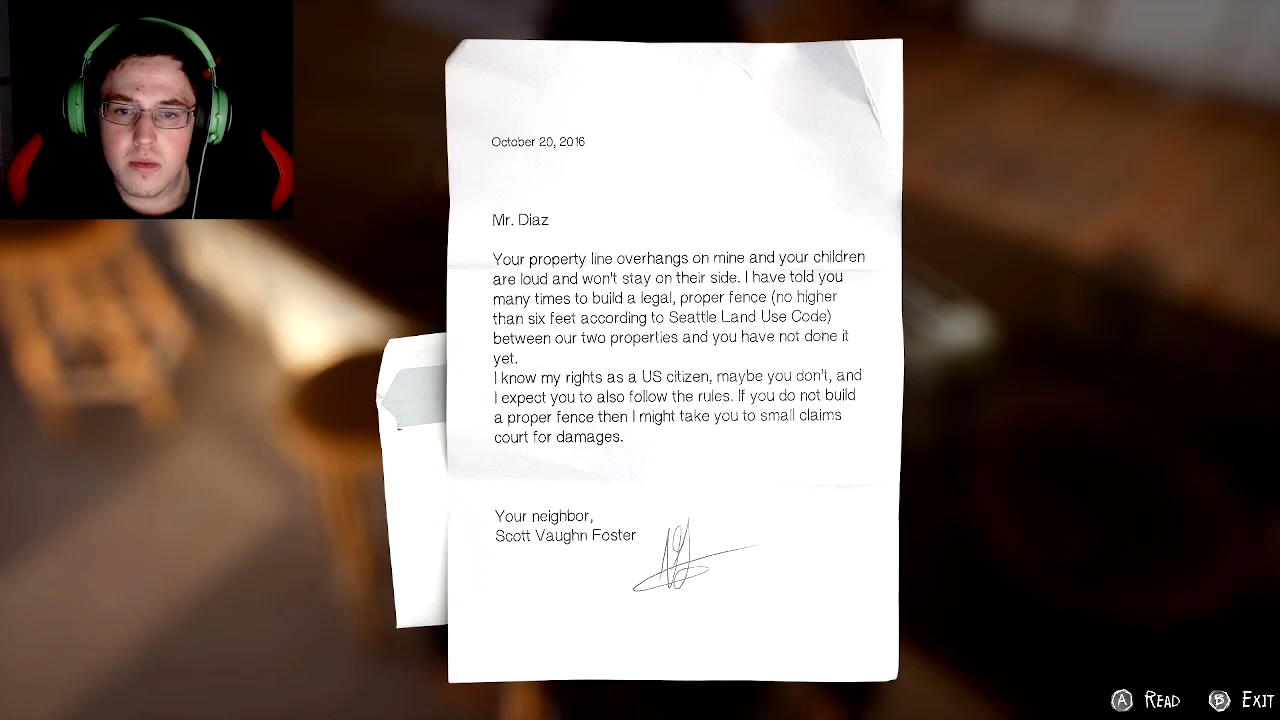 October 20, 2016
Mr. Diaz
Your property line overhangs on mine and your children
are loud and won't stay on their side. I have told you
many times to build a legal, proper fence (no higher
than six feet according to Seattle Land Use Code)
between our two properties and you have not done it
yet.
I know my rights as a US citizen, maybe you don't, and
I expect you to also follow the rules. If you do not build
a proper fence then I might take you to small claims
court for damages.
Your neighbor,
Scott Vaughn Foster
A READ B EXIT